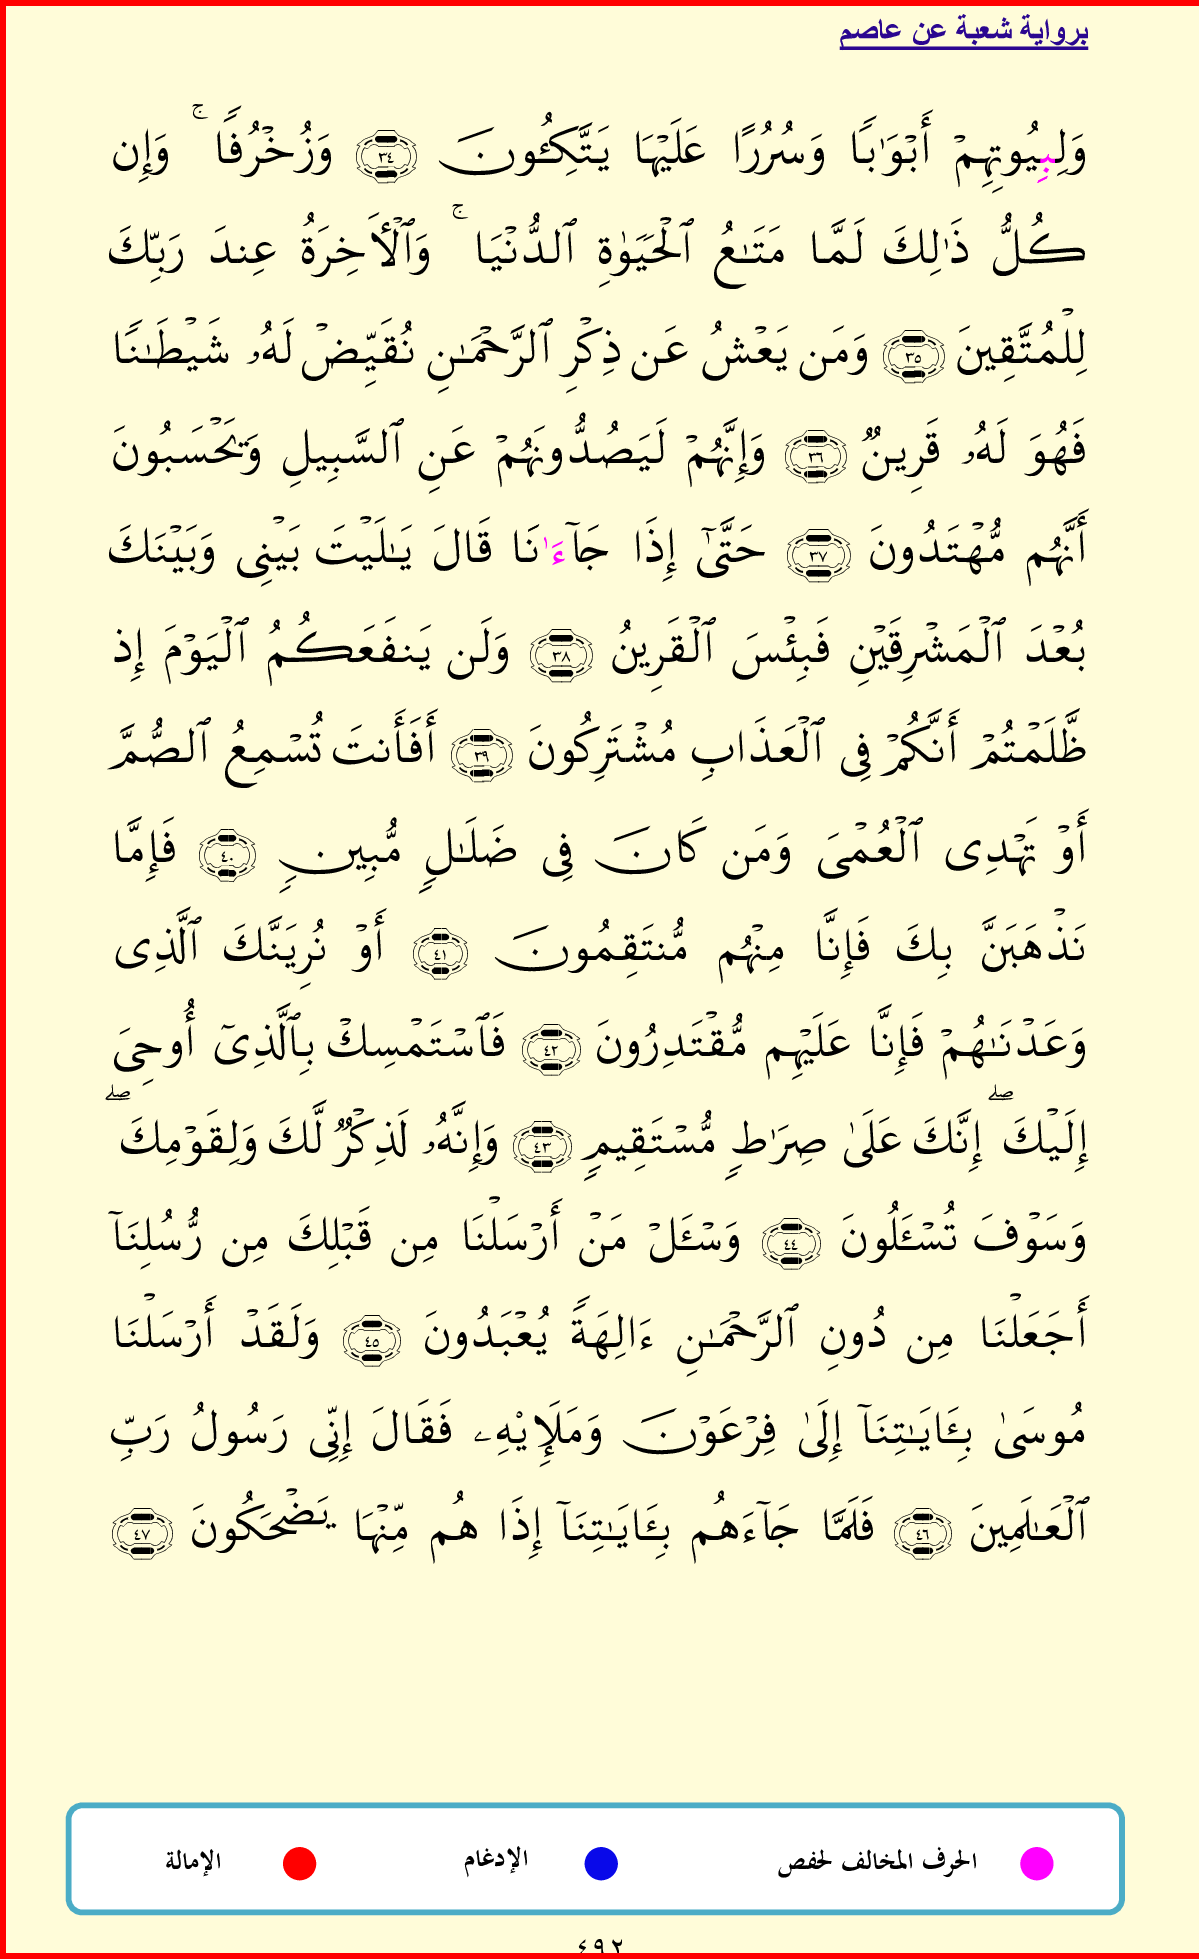 برواية شعبة عن عاصم
وَلِبِيُوتِهِمۡ أَبۡوَٰبٗا وَسُرُرًا عَلَيۡهَا يَتَّكِـُٔونَ ٣٤ وَزُخۡرُفٗاۚ وَإِن
كُلُّ ذَٰلِكَ لَمَّا مَتَٰعُ ٱلۡحَيَوٰةِ ٱلدُّنۡيَاۚ وَٱلۡأٓخِرَةُ عِندَ رَبِّكَ
لِلۡمُتَّقِينَ ٣٥ وَمَن يَعۡشُ عَن ذِكۡرِ ٱلرَّحۡمَٰنِ نُقَيِّضۡ لَهُۥ شَيۡطَٰنٗا
فَهُوَ لَهُۥ قَرِينٞ ٣٦ وَإِنَّهُمۡ لَيَصُدُّونَهُمۡ عَنِ ٱلسَّبِيلِ وَيَحۡسَبُونَ
أَنَّهُم مُّهۡتَدُونَ ٣٧ حَتَّىٰٓ إِذَا جَآءَٰنَا قَالَ يَٰلَيۡتَ بَيۡنِي وَبَيۡنَكَ
بُعۡدَ ٱلۡمَشۡرِقَيۡنِ فَبِئۡسَ ٱلۡقَرِينُ ٣٨ وَلَن يَنفَعَكُمُ ٱلۡيَوۡمَ إِذ
ظَّلَمۡتُمۡ أَنَّكُمۡ فِي ٱلۡعَذَابِ مُشۡتَرِكُونَ ٣٩ أَفَأَنتَ تُسۡمِعُ ٱلصُّمَّ
أَوۡ تَهۡدِي ٱلۡعُمۡيَ وَمَن كَانَ فِي ضَلَٰلٖ مُّبِينٖ ٤٠ فَإِمَّا
نَذۡهَبَنَّ بِكَ فَإِنَّا مِنۡهُم مُّنتَقِمُونَ ٤١ أَوۡ نُرِيَنَّكَ ٱلَّذِي
وَعَدۡنَٰهُمۡ فَإِنَّا عَلَيۡهِم مُّقۡتَدِرُونَ ٤٢ فَٱسۡتَمۡسِكۡ بِٱلَّذِيٓ أُوحِيَ
إِلَيۡكَۖ إِنَّكَ عَلَىٰ صِرَٰطٖ مُّسۡتَقِيمٖ ٤٣ وَإِنَّهُۥ لَذِكۡرٞ لَّكَ وَلِقَوۡمِكَۖ
وَسَوۡفَ تُسۡـَٔلُونَ ٤٤ وَسۡـَٔلۡ مَنۡ أَرۡسَلۡنَا مِن قَبۡلِكَ مِن رُّسُلِنَآ
أَجَعَلۡنَا مِن دُونِ ٱلرَّحۡمَٰنِ ءَالِهَةٗ يُعۡبَدُونَ ٤٥ وَلَقَدۡ أَرۡسَلۡنَا
مُوسَىٰ بِـَٔايَٰتِنَآ إِلَىٰ فِرۡعَوۡنَ وَمَلَإِيْهِۦ فَقَالَ إِنِّي رَسُولُ رَبِّ
ٱلۡعَٰلَمِينَ ٤٦ فَلَمَّا جَآءَهُم بِـَٔايَٰتِنَآ إِذَا هُم مِّنۡهَا يَضۡحَكُونَ ٤٧
الحرف المخالف لحفص الإدغام الإمالة
٤٩٢